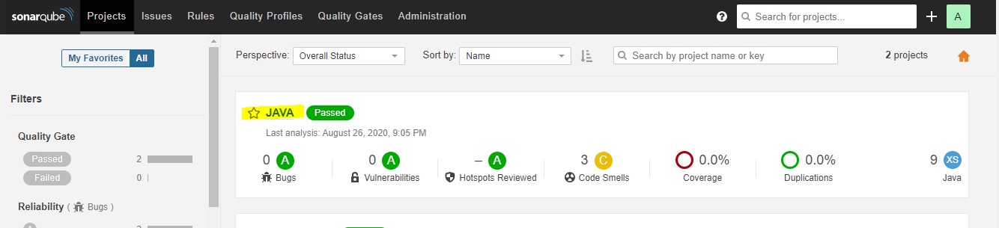 sonarqube Projects Issues Rules Quality Profiles Quality Gates Administration ? Search for projects... + A
My Favorites All
Perspective: Overall Status Sort by: Name Search by project name or key 2 projects
Filters
Quality Gate
Passed 2
Failed 0
Reliability ( Bugs )
A 2
JAVA Passed
Last analysis: August 26, 2020, 9:05 PM
0 A 0 A – A 3 C 0.0% 0.0% 9 XS
Bugs Vulnerabilities Hotspots Reviewed Code Smells Coverage Duplications Java